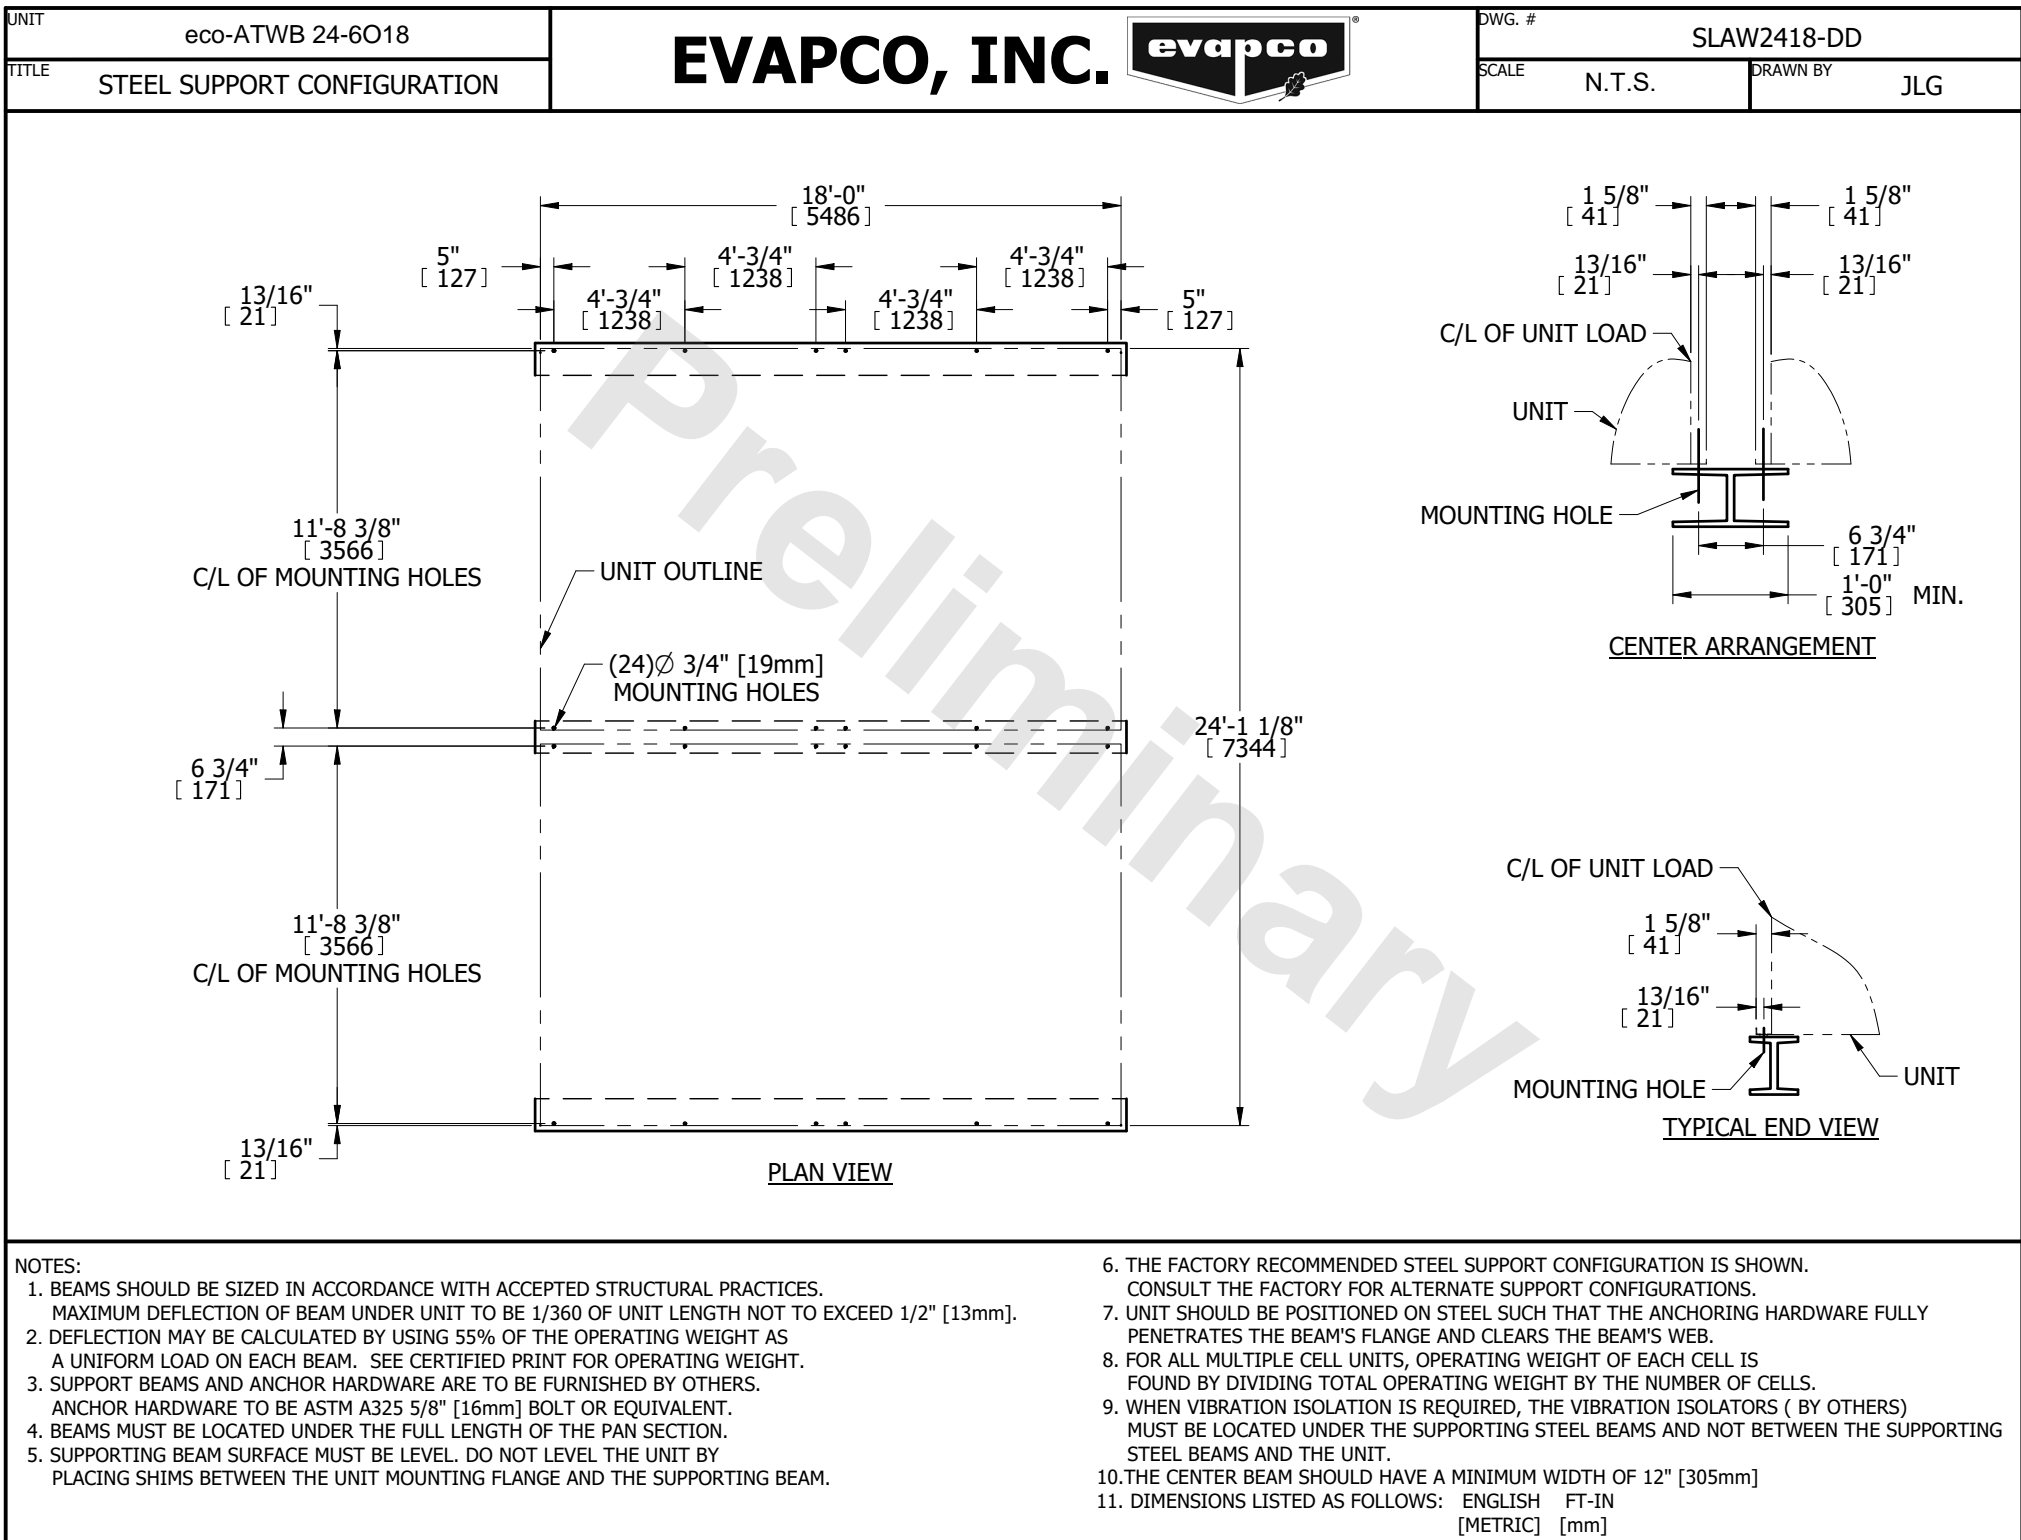 UNIT
eco-ATWB 24-6O18
TITLE
STEEL SUPPORT CONFIGURATION
EVAPCO, INC.
evapco
®
DWG. #
SLAW2418-DD
SCALE
N.T.S.
DRAWN BY
JLG
18'-0"
[ 5486 ]
5"
[ 127 ]
4'-3/4"
[ 1238 ]
4'-3/4"
[ 1238 ]
13/16"
[ 21 ]
4'-3/4"
[ 1238 ]
4'-3/4"
[ 1238 ]
5"
[ 127 ]
11'-8 3/8"
[ 3566 ]
C/L OF MOUNTING HOLES
UNIT OUTLINE
(24)Ø 3/4" [19mm]
MOUNTING HOLES
6 3/4"
[ 171 ]
24'-1 1/8"
[ 7344 ]
11'-8 3/8"
[ 3566 ]
C/L OF MOUNTING HOLES
13/16"
[ 21 ]
PLAN VIEW
Preliminary
1 5/8"
[ 41 ]
1 5/8"
[ 41 ]
13/16"
[ 21 ]
13/16"
[ 21 ]
C/L OF UNIT LOAD
UNIT
MOUNTING HOLE
6 3/4"
[ 171 ]
1'-0"
[ 305 ]
MIN.
CENTER ARRANGEMENT
C/L OF UNIT LOAD
1 5/8"
[ 41 ]
13/16"
[ 21 ]
MOUNTING HOLE
UNIT
TYPICAL END VIEW
NOTES:
1. BEAMS SHOULD BE SIZED IN ACCORDANCE WITH ACCEPTED STRUCTURAL PRACTICES.
MAXIMUM DEFLECTION OF BEAM UNDER UNIT TO BE 1/360 OF UNIT LENGTH NOT TO EXCEED 1/2" [13mm].
2. DEFLECTION MAY BE CALCULATED BY USING 55% OF THE OPERATING WEIGHT AS
A UNIFORM LOAD ON EACH BEAM. SEE CERTIFIED PRINT FOR OPERATING WEIGHT.
3. SUPPORT BEAMS AND ANCHOR HARDWARE ARE TO BE FURNISHED BY OTHERS.
ANCHOR HARDWARE TO BE ASTM A325 5/8" [16mm] BOLT OR EQUIVALENT.
4. BEAMS MUST BE LOCATED UNDER THE FULL LENGTH OF THE PAN SECTION.
5. SUPPORTING BEAM SURFACE MUST BE LEVEL. DO NOT LEVEL THE UNIT BY
PLACING SHIMS BETWEEN THE UNIT MOUNTING FLANGE AND THE SUPPORTING BEAM.
6. THE FACTORY RECOMMENDED STEEL SUPPORT CONFIGURATION IS SHOWN.
CONSULT THE FACTORY FOR ALTERNATE SUPPORT CONFIGURATIONS.
7. UNIT SHOULD BE POSITIONED ON STEEL SUCH THAT THE ANCHORING HARDWARE FULLY
PENETRATES THE BEAM'S FLANGE AND CLEARS THE BEAM'S WEB.
8. FOR ALL MULTIPLE CELL UNITS, OPERATING WEIGHT OF EACH CELL IS
FOUND BY DIVIDING TOTAL OPERATING WEIGHT BY THE NUMBER OF CELLS.
9. WHEN VIBRATION ISOLATION IS REQUIRED, THE VIBRATION ISOLATORS ( BY OTHERS)
MUST BE LOCATED UNDER THE SUPPORTING STEEL BEAMS AND NOT BETWEEN THE SUPPORTING
STEEL BEAMS AND THE UNIT.
10.THE CENTER BEAM SHOULD HAVE A MINIMUM WIDTH OF 12" [305mm]
11. DIMENSIONS LISTED AS FOLLOWS: ENGLISH FT-IN
[METRIC] [mm]